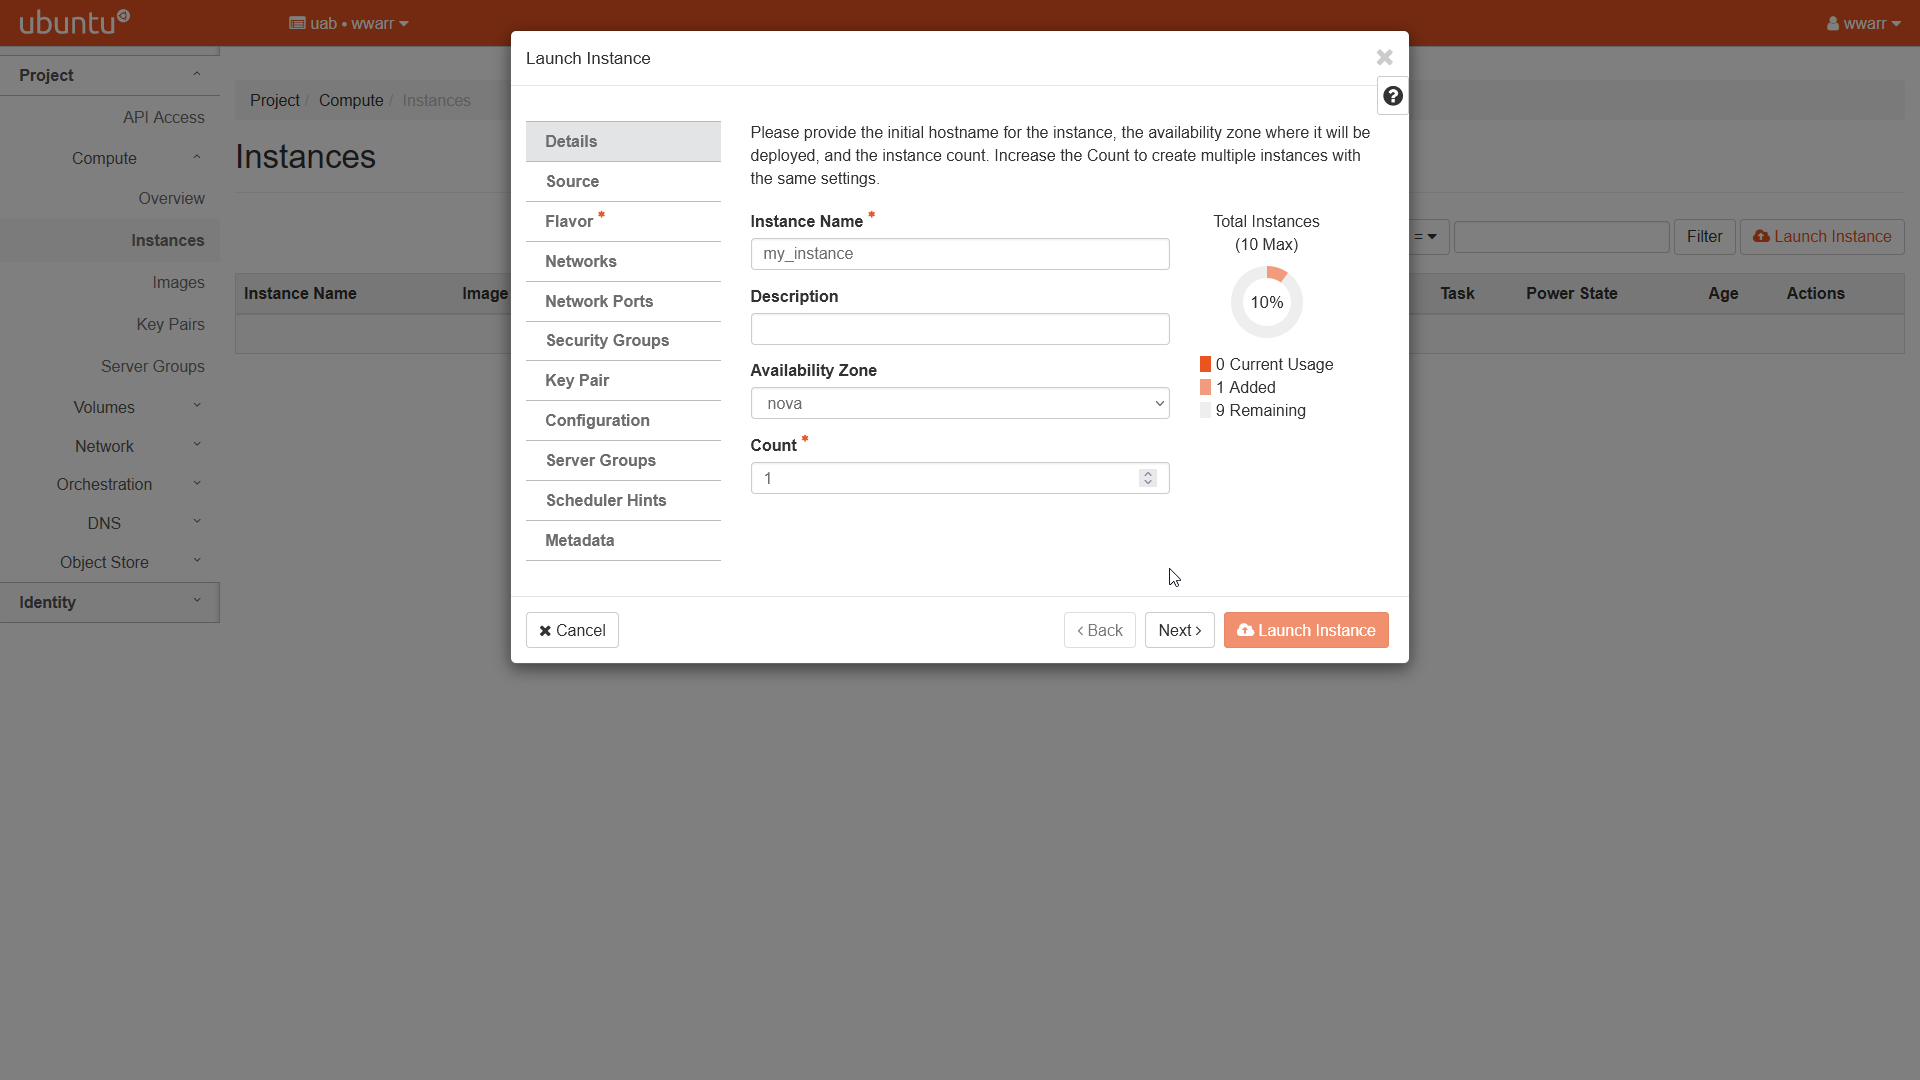 ubuntu
uab • wwarr
wwarr
Project
API Access
Compute
Overview
Instances
Images
Key Pairs
Server Groups
Volumes
Network
Orchestration
DNS
Object Store
Identity
Project / Compute / Instances
Instances
=
Filter
Launch Instance
Instance Name
Image
Task
Power State
Age
Actions
Launch Instance
Details
Source
Flavor *
Networks
Network Ports
Security Groups
Key Pair
Configuration
Server Groups
Scheduler Hints
Metadata
Please provide the initial hostname for the instance, the availability zone where it will be
deployed, and the instance count. Increase the Count to create multiple instances with
the same settings.
Instance Name *
my_instance
Description
Availability Zone
nova
Count *
1
Total Instances
(10 Max)
10%
0 Current Usage
1 Added
9 Remaining
Cancel
‹ Back
Next ›
Launch Instance